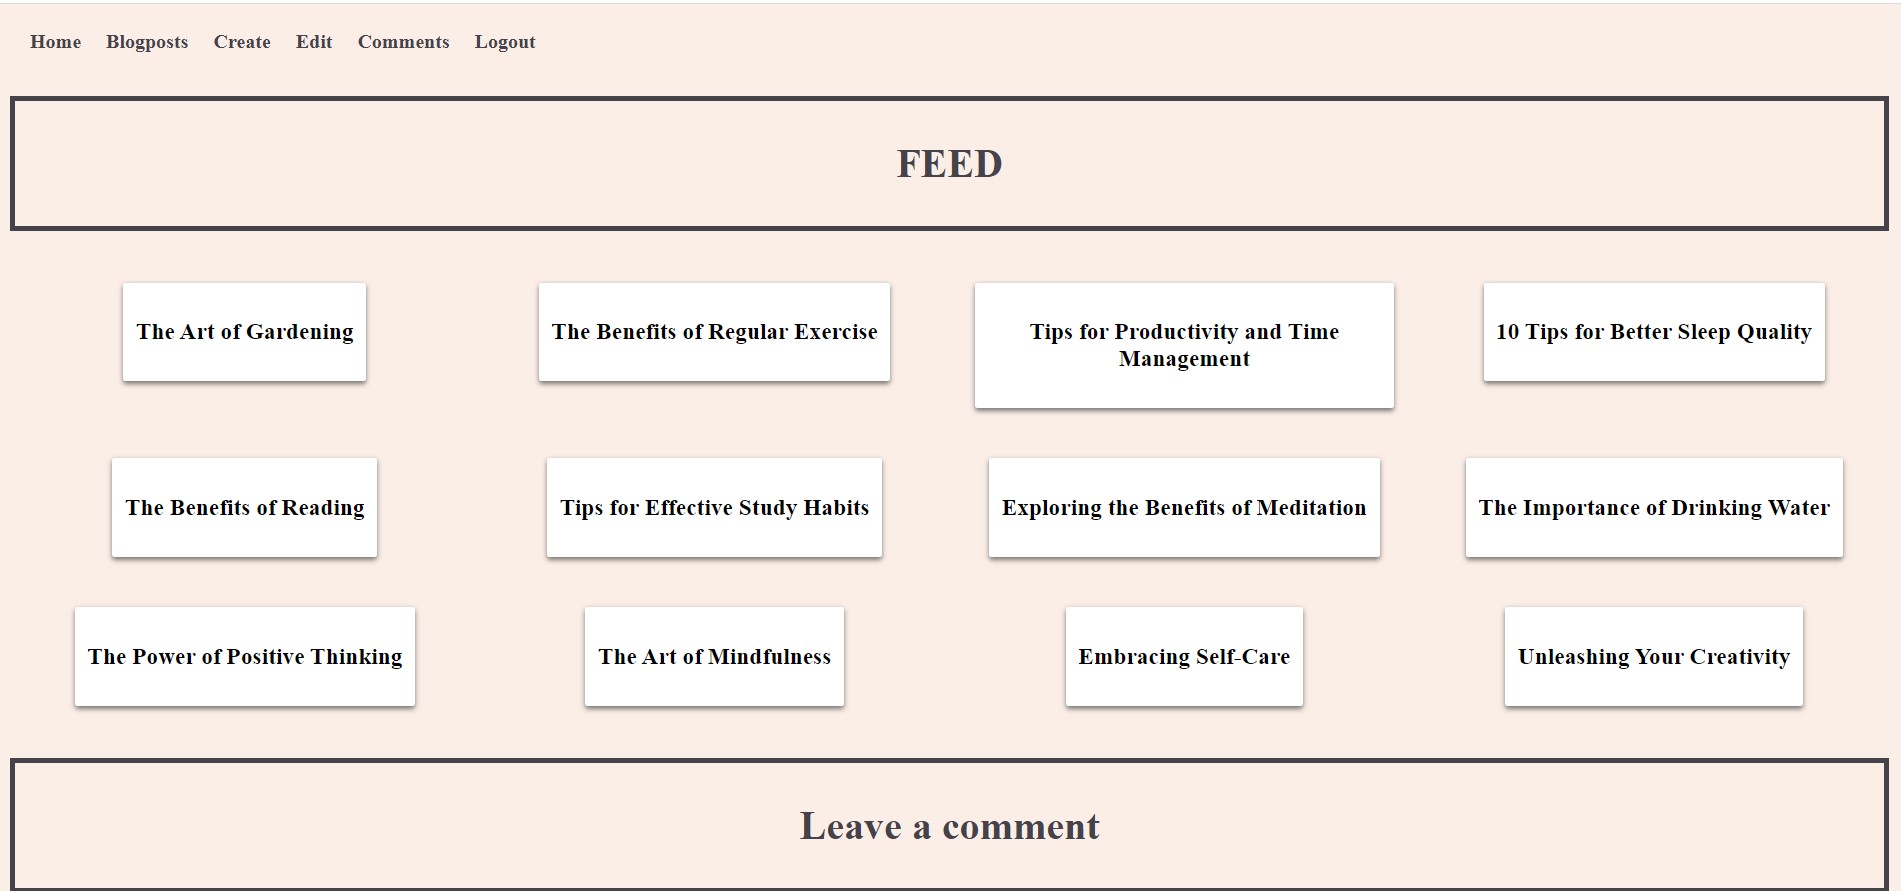 Home Blogposts Create Edit Comments Logout
FEED
The Art of Gardening
The Benefits of Regular Exercise
Tips for Productivity and Time
Management
10 Tips for Better Sleep Quality
The Benefits of Reading
Tips for Effective Study Habits
Exploring the Benefits of Meditation
The Importance of Drinking Water
The Power of Positive Thinking
The Art of Mindfulness
Embracing Self-Care
Unleashing Your Creativity
Leave a comment